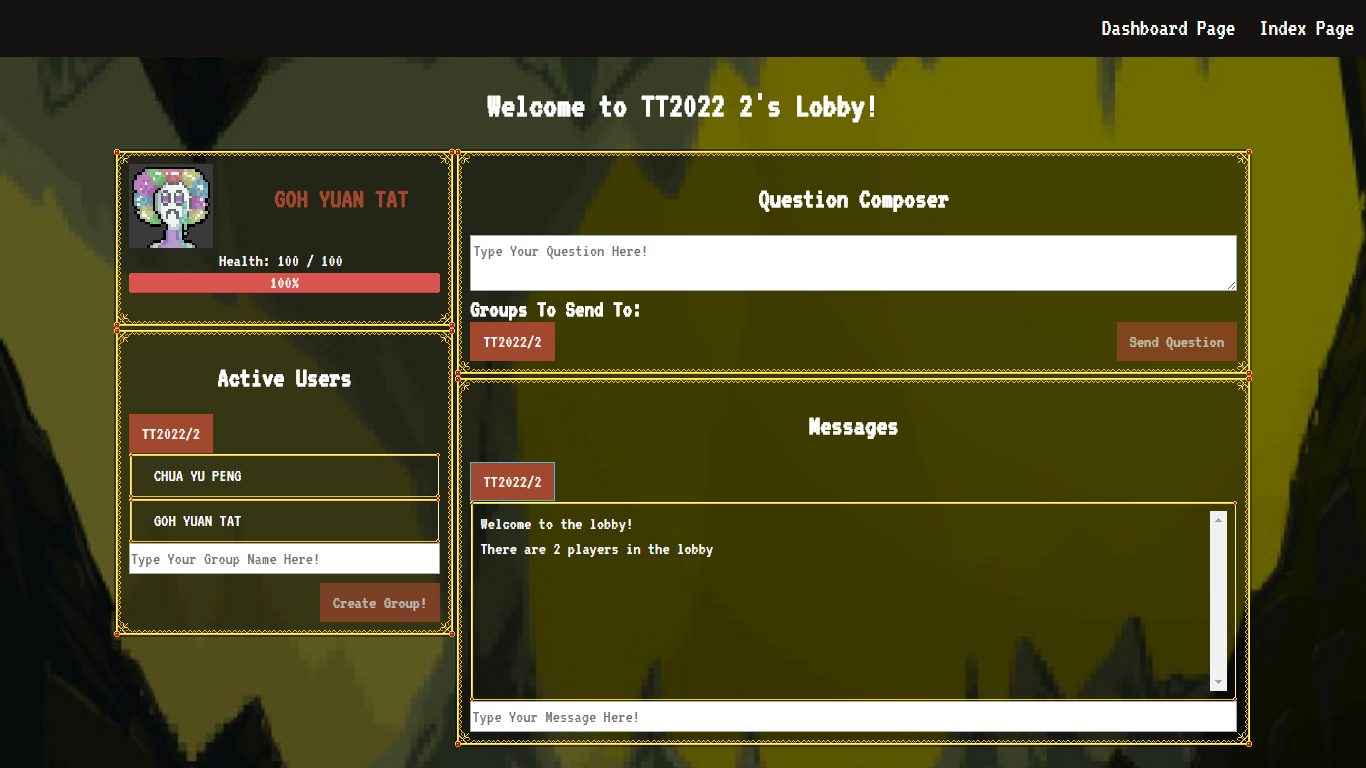 Dashboard Page Index Page
Welcome to TT2022 2's Lobby!
GOH YUAN TAT
Health: 100 / 100
100%
Active Users
TT2022/2
CHUA YU PENG
GOH YUAN TAT
Type Your Group Name Here!
Create Group!
Question Composer
Type Your Question Here!
Groups To Send To:
TT2022/2
Send Question
Messages
TT2022/2
Welcome to the lobby!
There are 2 players in the lobby
Type Your Message Here!